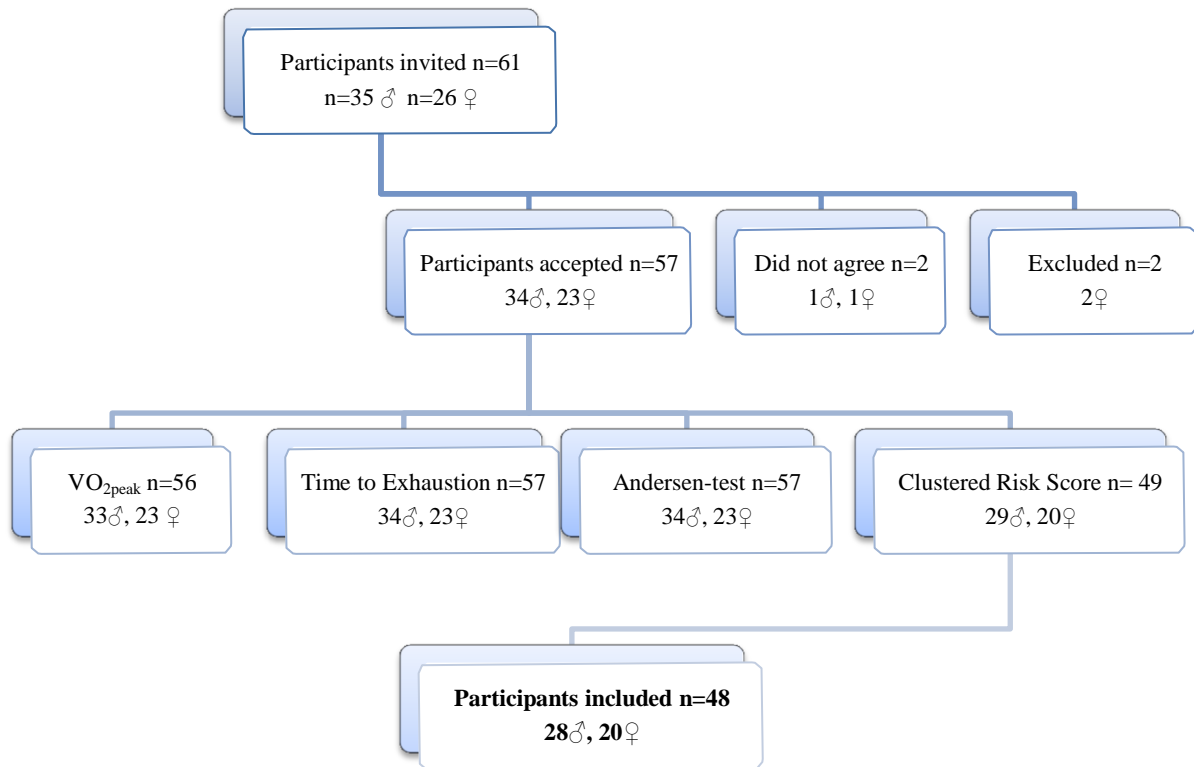 Participants invited n=61
n=35 ♂ n=26 ♀
Participants accepted n=57
34♂, 23♀
Did not agree n=2
1♂, 1♀
Excluded n=2
2♀
VO2peak n=56
33♂, 23 ♀
Time to Exhaustion n=57
34♂, 23♀
Andersen-test n=57
34♂, 23♀
Clustered Risk Score n= 49
29♂, 20♀
Participants included n=48
28♂, 20♀